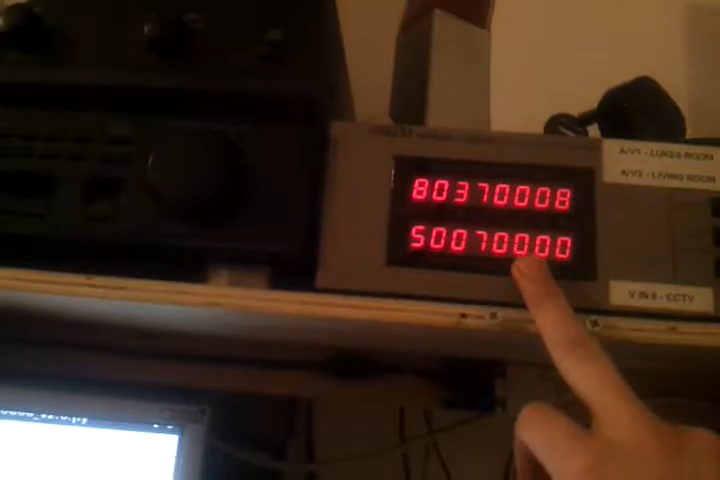 A/V1 - LUKES ROOM
A/V2 - LIVING ROOM
80370008
50070000
V IN 8 - CCTV